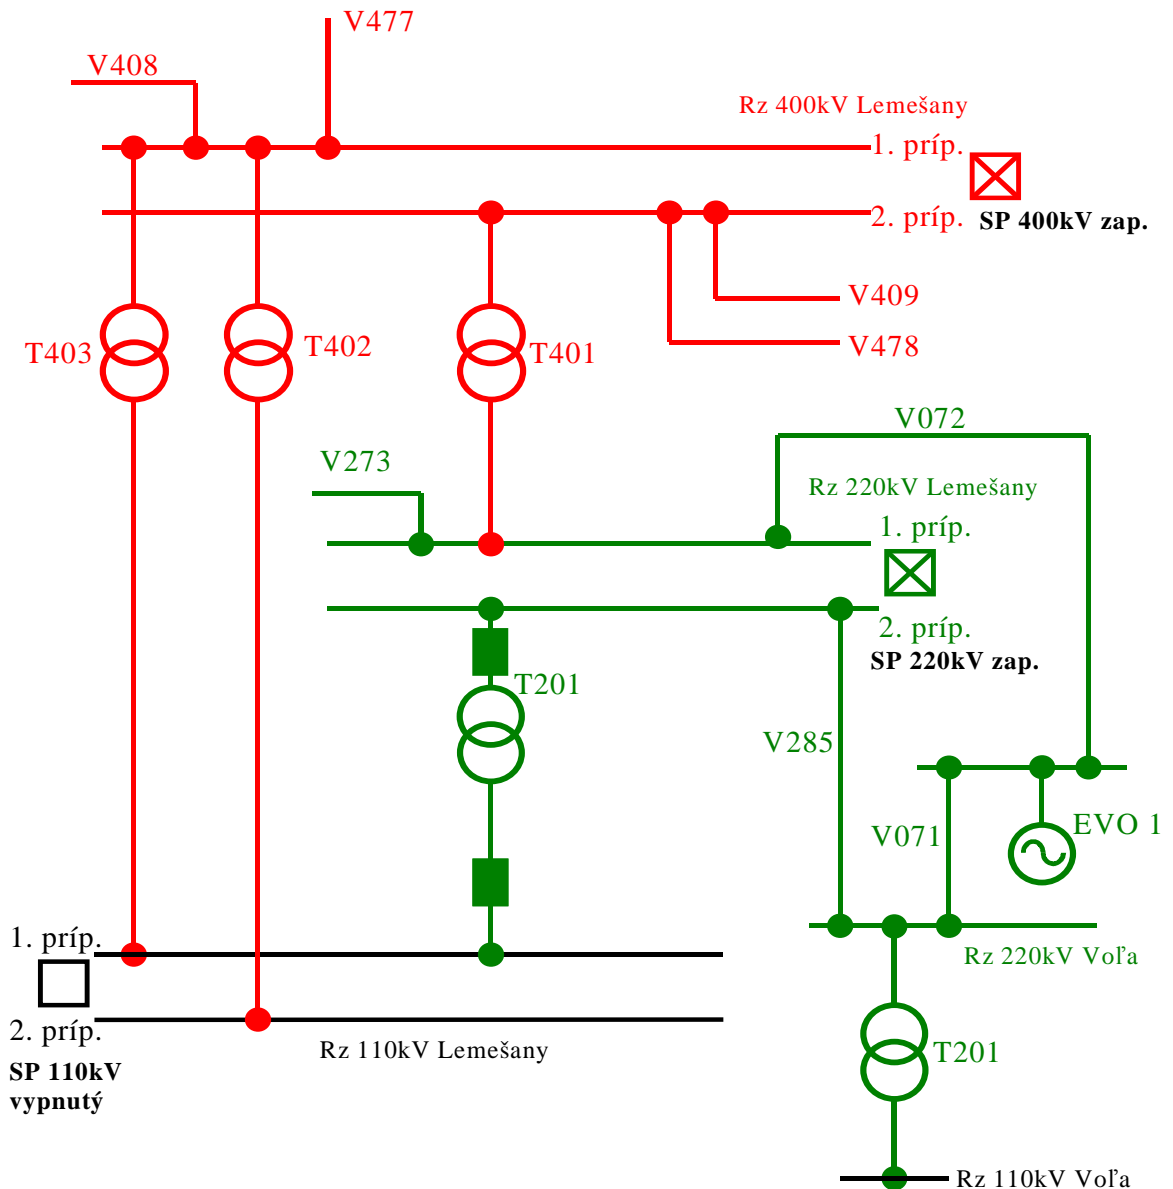 V477
V408
Rz 400kV Lemešany
1. príp.
2. príp.
SP 400kV zap.
V409
V478
T403
T402
T401
V072
V273
Rz 220kV Lemešany
1. príp.
2. príp.
SP 220kV zap.
T201
V285
V071
EVO 1
1. príp.
2. príp.
SP 110kV
vypnutý
Rz 110kV Lemešany
Rz 220kV Voľa
T201
Rz 110kV Voľa